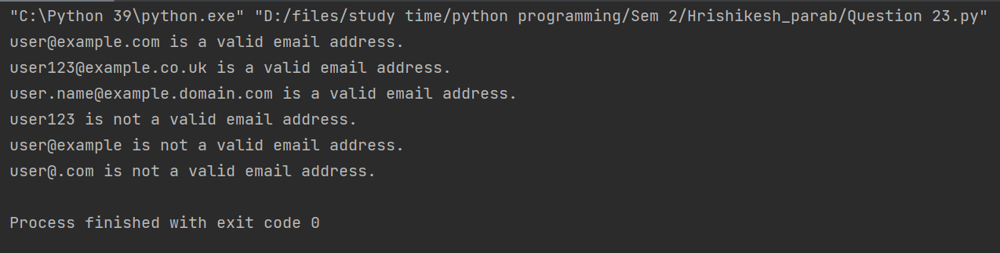 "C:\Python 39\python.exe" "D:/files/study time/python programming/Sem 2/Hrishikesh_parab/Question 23.py"
user@example.com is a valid email address.
user123@example.co.uk is a valid email address.
user.name@example.domain.com is a valid email address.
user123 is not a valid email address.
user@example is not a valid email address.
user@.com is not a valid email address.
Process finished with exit code 0